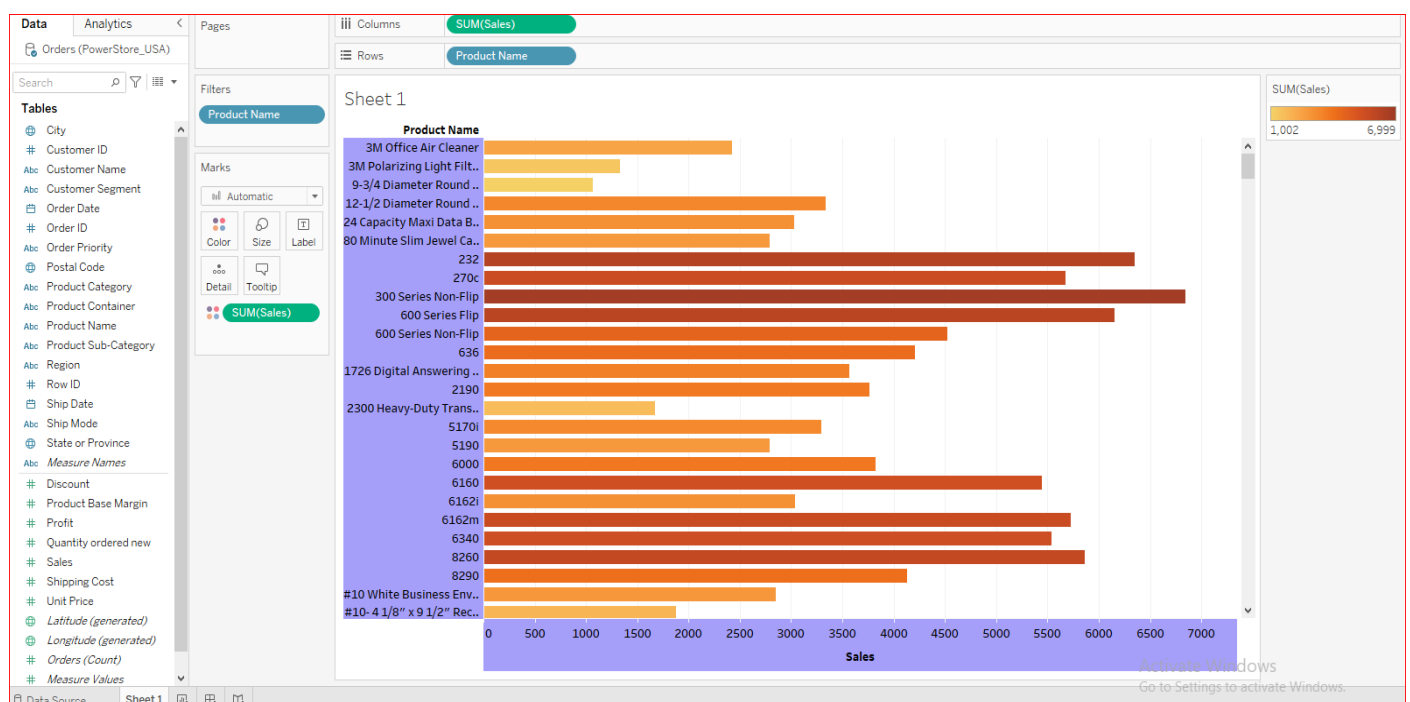 Data Analytics <
Orders (PowerStore_USA)
Search
Tables
City
# Customer ID
Abc Customer Name
Abc Customer Segment
Order Date
# Order ID
Abc Order Priority
Postal Code
Abc Product Category
Abc Product Container
Abc Product Name
Abc Product Sub-Category
Abc Region
# Row ID
Ship Date
Abc Ship Mode
State or Province
Abc Measure Names
# Discount
# Product Base Margin
# Profit
# Quantity ordered new
# Sales
# Shipping Cost
# Unit Price
Latitude (generated)
Longitude (generated)
# Orders (Count)
# Measure Values
Pages
Filters
Product Name
Marks
Automatic
Color Size Label
Detail Tooltip
SUM(Sales)
Columns SUM(Sales)
Rows Product Name
Sheet 1
Product Name
3M Office Air Cleaner
3M Polarizing Light Filt..
9-3/4 Diameter Round ..
12-1/2 Diameter Round ..
24 Capacity Maxi Data B..
80 Minute Slim Jewel Ca..
232
270c
300 Series Non-Flip
600 Series Flip
600 Series Non-Flip
636
1726 Digital Answering ..
2190
2300 Heavy-Duty Trans..
5170i
5190
6000
6160
6162i
6162m
6340
8260
8290
#10 White Business Env..
#10- 4 1/8" x 9 1/2" Rec..
0 500 1000 1500 2000 2500 3000 3500 4000 4500 5000 5500 6000 6500 7000
Sales
SUM(Sales)
1,002 6,999
Activate Windows
Go to Settings to activate Windows.
Data Source Sheet 1